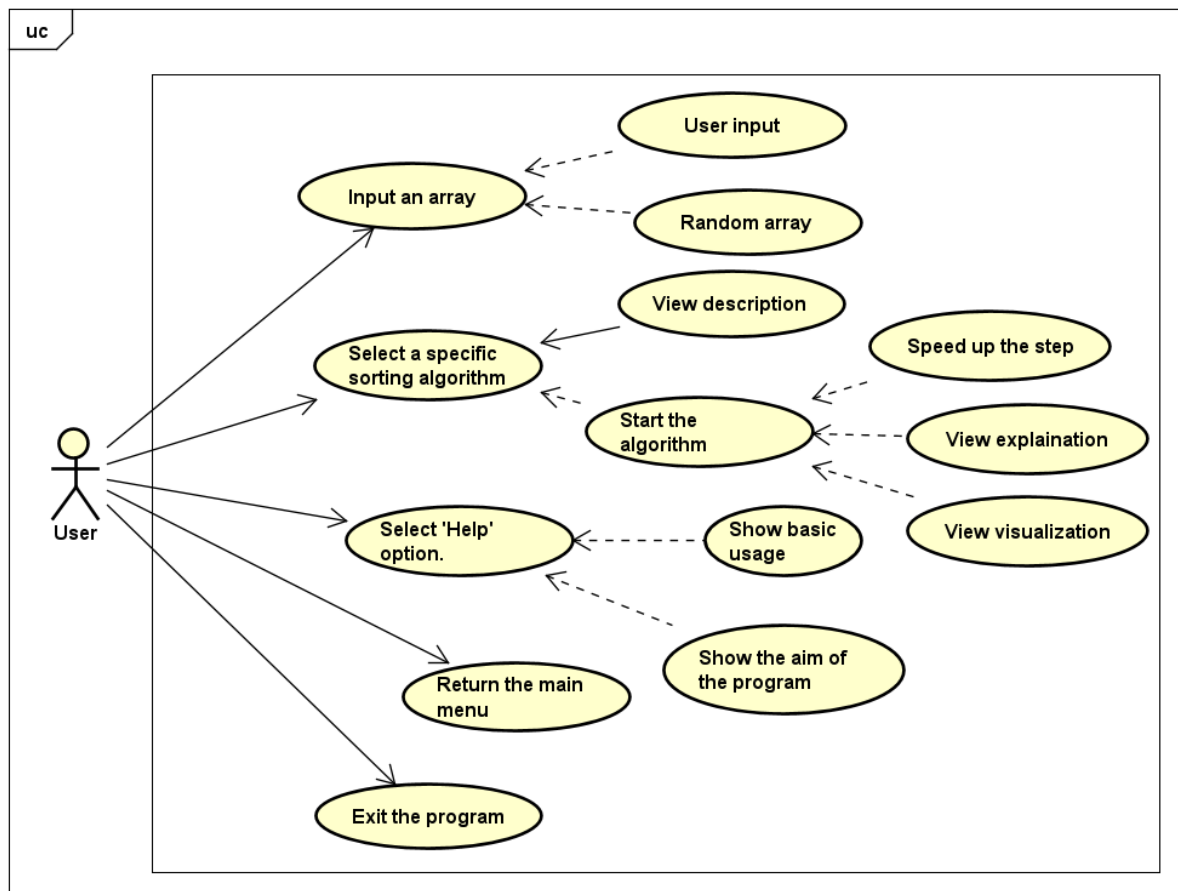 uc
User input
Input an array
Random array
View description
Select a specific
sorting algorithm
Speed up the step
Start the
algorithm
View explaination
User
Select 'Help'
option.
Show basic
usage
View visualization
Show the aim of
the program
Return the main
menu
Exit the program